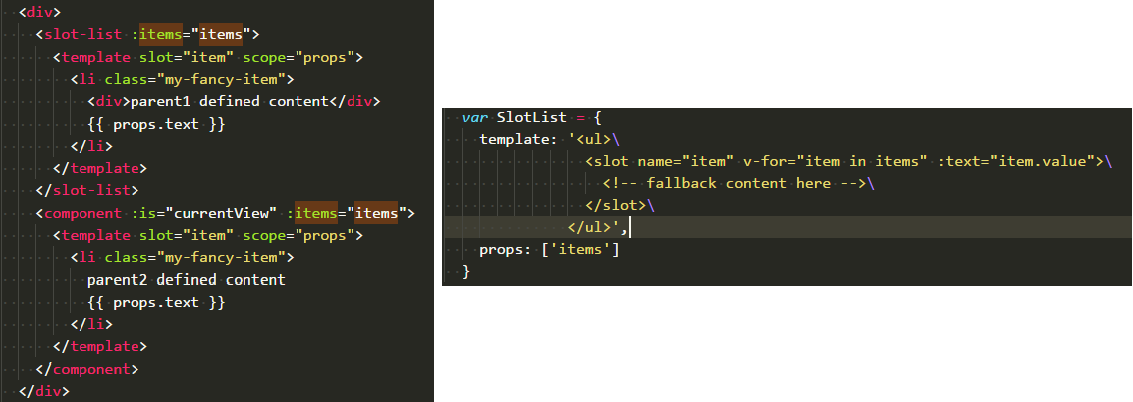 <div>
<slot-list :items="items">
<template slot="item" scope="props">
<li class="my-fancy-item">
<div>parent1 defined content</div>
{{ props.text }}
</li>
</template>
</slot-list>
<component :is="currentView" :items="items">
<template slot="item" scope="props">
<li class="my-fancy-item">
parent2 defined content
{{ props.text }}
</li>
</template>
</component>
</div>
var SlotList = {
template: '<ul>\
<slot name="item" v-for="item in items" :text="item.value">\
<!-- fallback content here -->\
</slot>\
</ul>',
props: ['items']
}